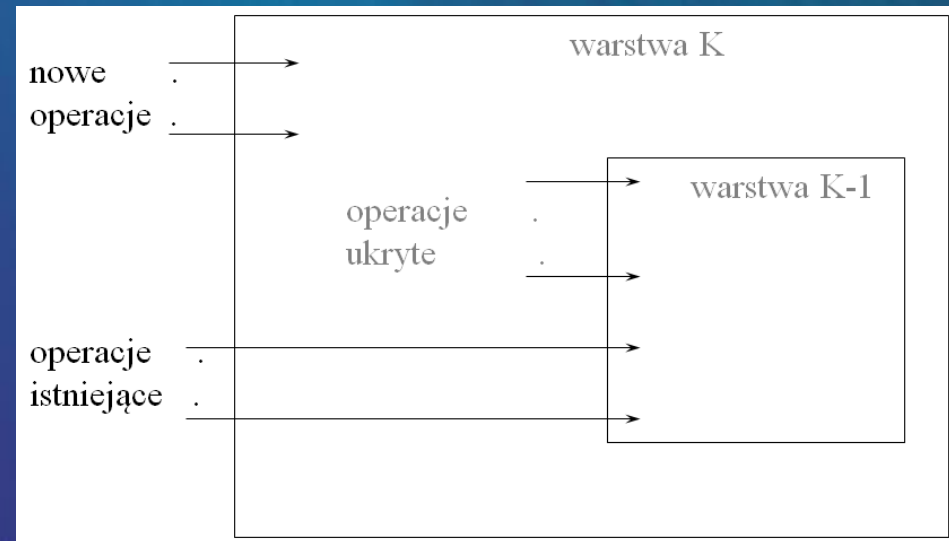 warstwa K
nowe .
operacje .
warstwa K-1
operacje .
ukryte .
operacje .
istniejące .